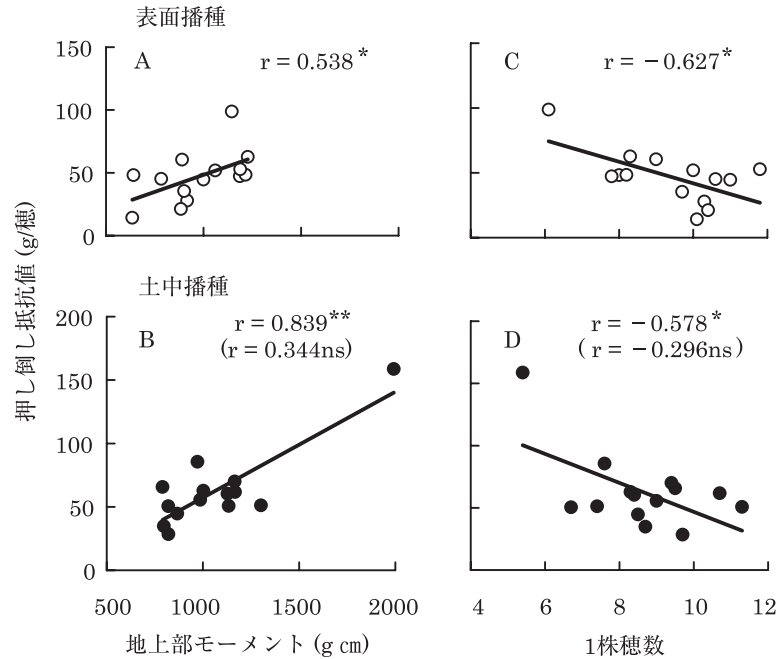 表面播種
A
r = 0.538*
C
r = −0.627*
150
100
50
0
押し倒し抵抗値 (g/穂)
土中播種
B
r = 0.839**
(r = 0.344ns)
D
r = −0.578*
( r = −0.296ns )
200
150
100
50
0
500 1000 1500 2000
4 6 8 10 12
地上部モーメント (g cm)
1株穂数